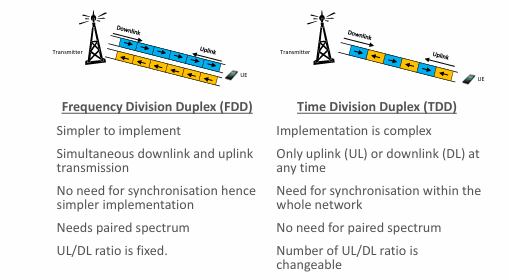 Downlink
Uplink
Transmitter
UE
Downlink
Uplink
Transmitter
UE
Frequency Division Duplex (FDD)
Simpler to implement
Simultaneous downlink and uplink
transmission
No need for synchronisation hence
simpler implementation
Needs paired spectrum
UL/DL ratio is fixed.
Time Division Duplex (TDD)
Implementation is complex
Only uplink (UL) or downlink (DL) at
any time
Need for synchronisation within the
whole network
No need for paired spectrum
Number of UL/DL ratio is
changeable